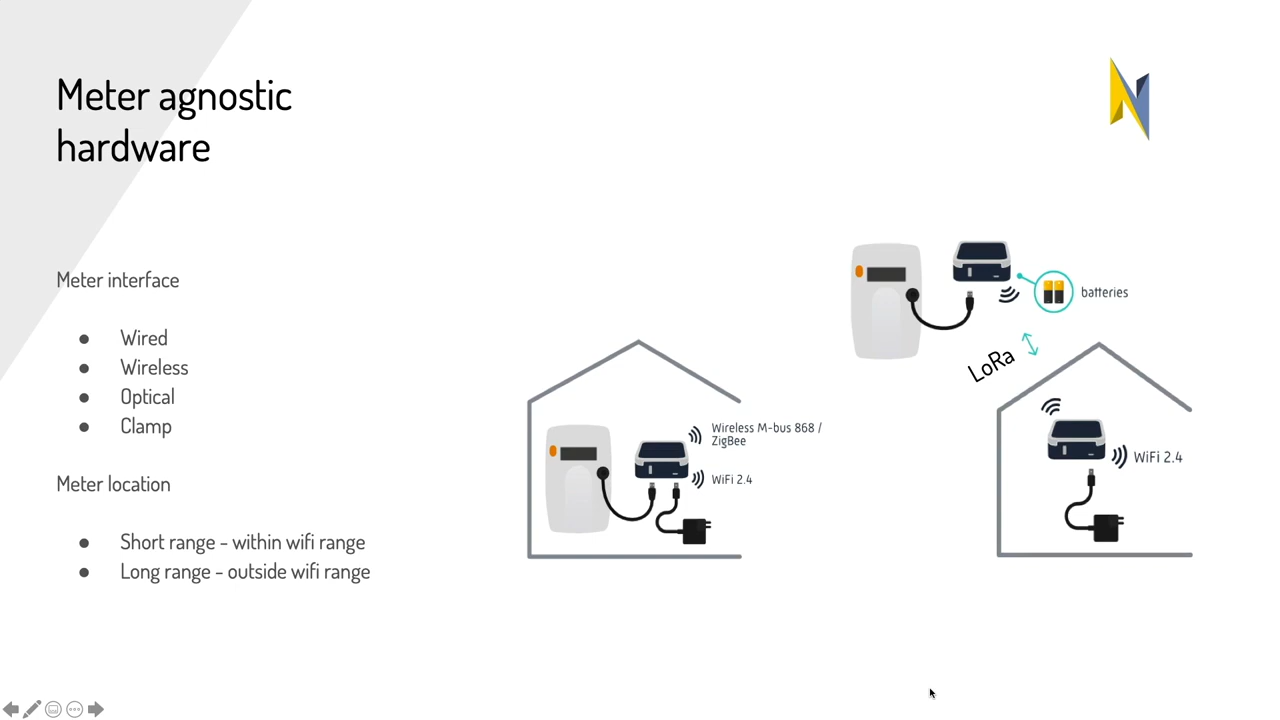 Meter agnostic
hardware
Meter interface
● Wired
● Wireless
● Optical
● Clamp
Meter location
● Short range - within wifi range
● Long range - outside wifi range
Wireless M-bus 868 /
ZigBee
WiFi 2.4
batteries
LoRa
WiFi 2.4